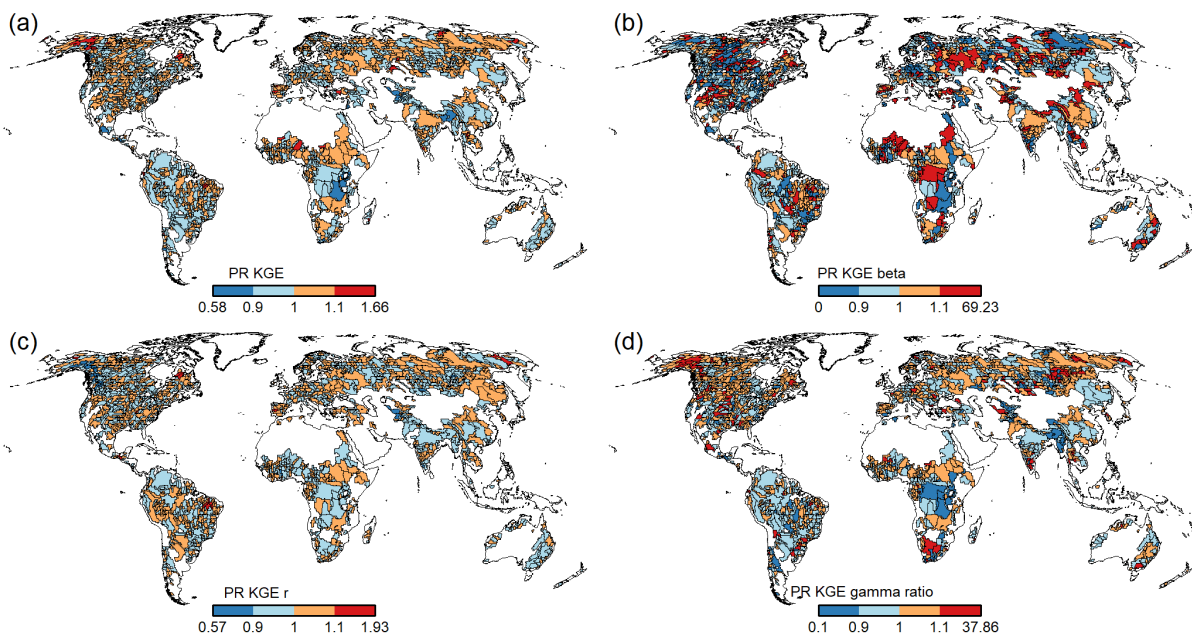 (a)
(b)
PR KGE
0.58 0.9 1 1.1 1.66
PR KGE beta
0 0.9 1 1.1 69.23
(c)
(d)
PR KGE r
0.57 0.9 1 1.1 1.93
PR KGE gamma ratio
0.1 0.9 1 1.1 37.86